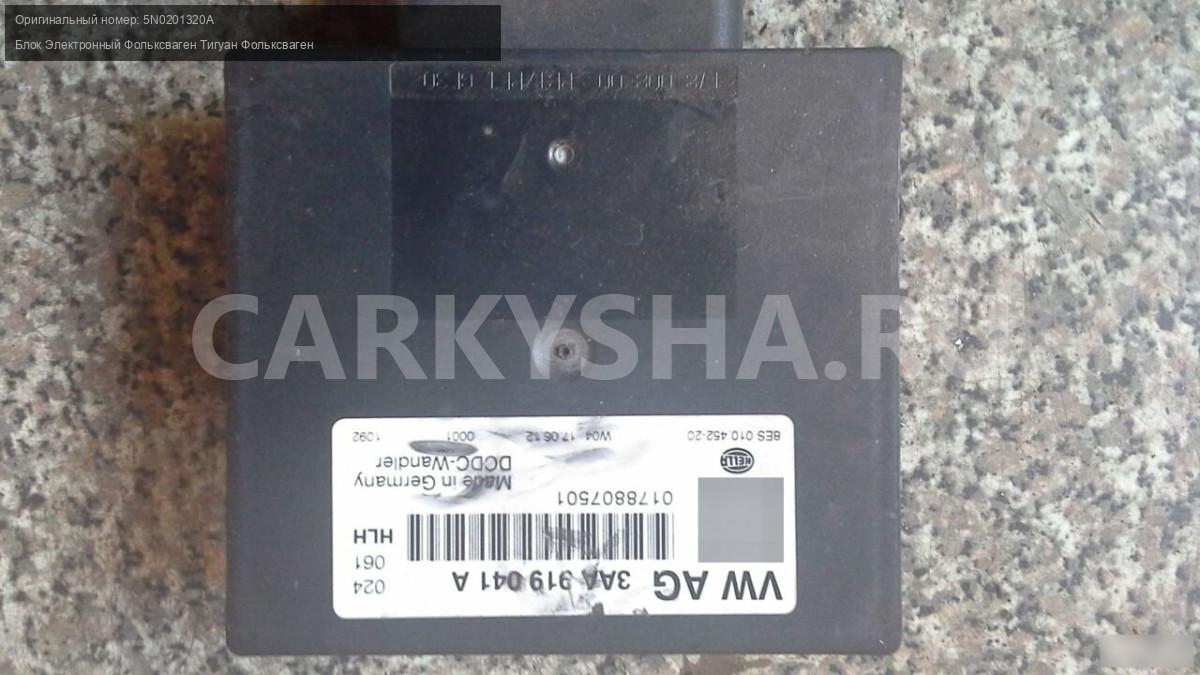 Оригинальный номер: 5N0201320A
Блок Электронный Фольксваген Тигуан Фольксваген
CARKYSHA.RU
VW AG 3AA 919 041 A
024
061
HLH
0178807501
Made in Germany
DCDC-Wandler
HELLA
8ES 010 452-20 W04 17.06.12 0001 1092